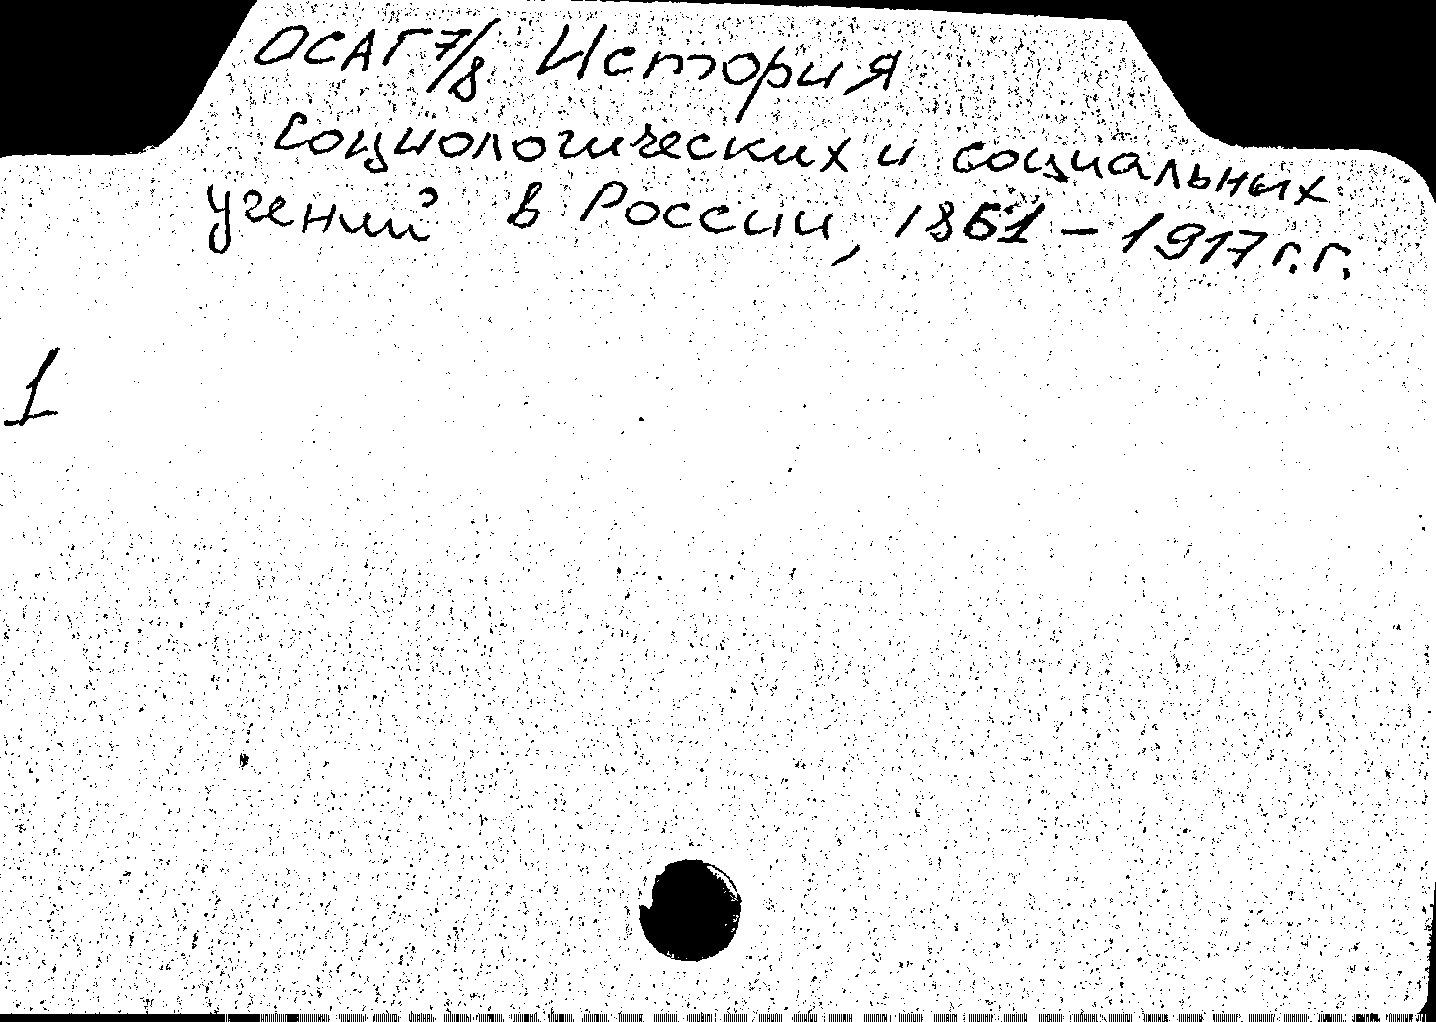 ОСАГ 7/8 История
социологических и социальных
учений в России, 1861-1917 г.г.
1